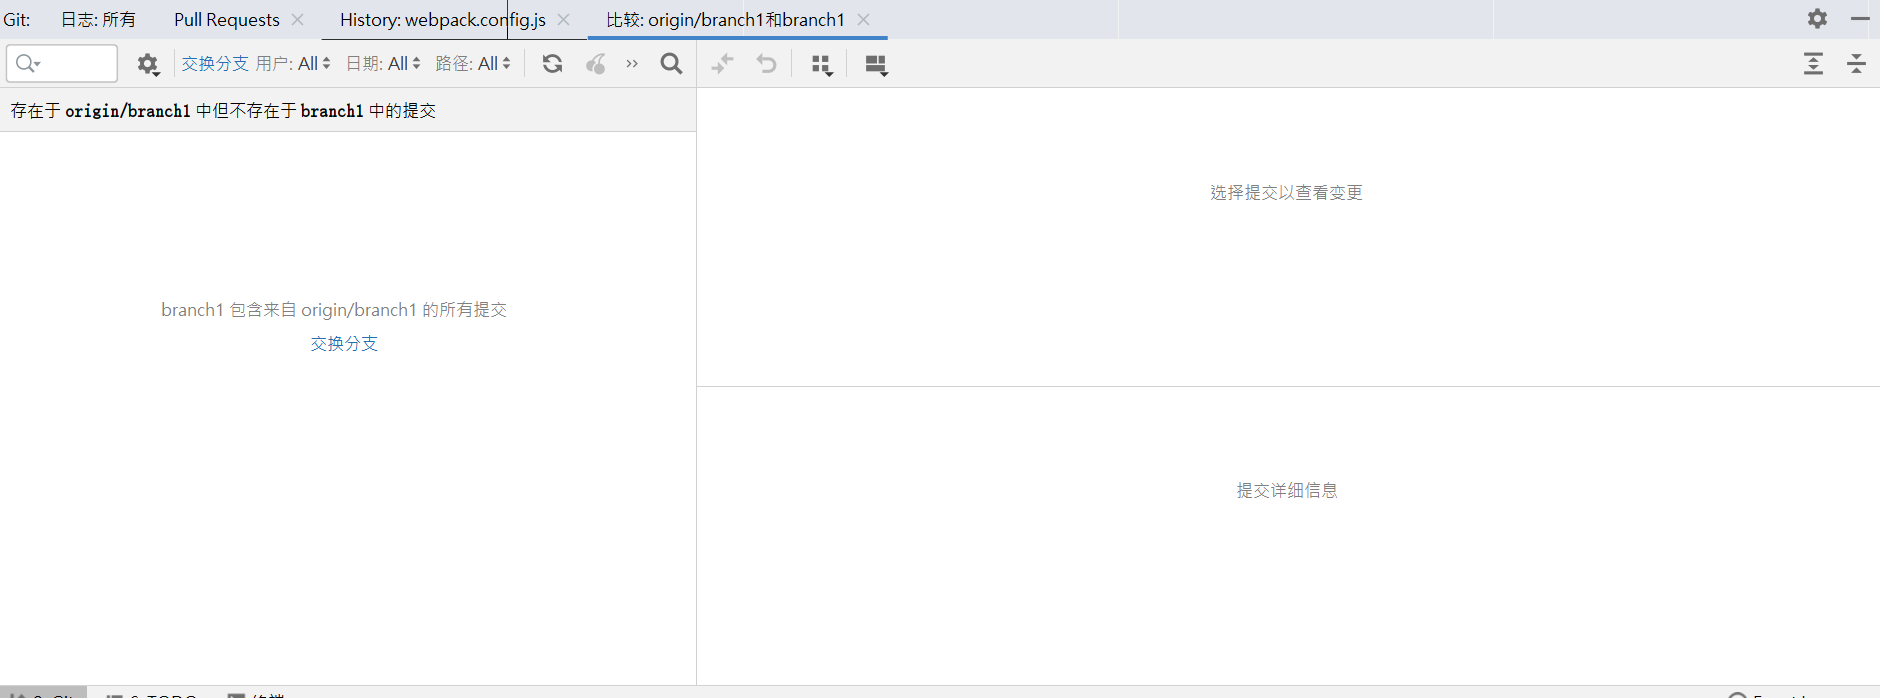 Git: 日志: 所有 Pull Requests History: webpack.config.js 比较: origin/branch1和branch1
交换分支 用户: All 日期: All 路径: All
存在于 origin/branch1 中但不存在于 branch1 中的提交
选择提交以查看变更
branch1 包含来自 origin/branch1 的所有提交
交换分支
提交详细信息